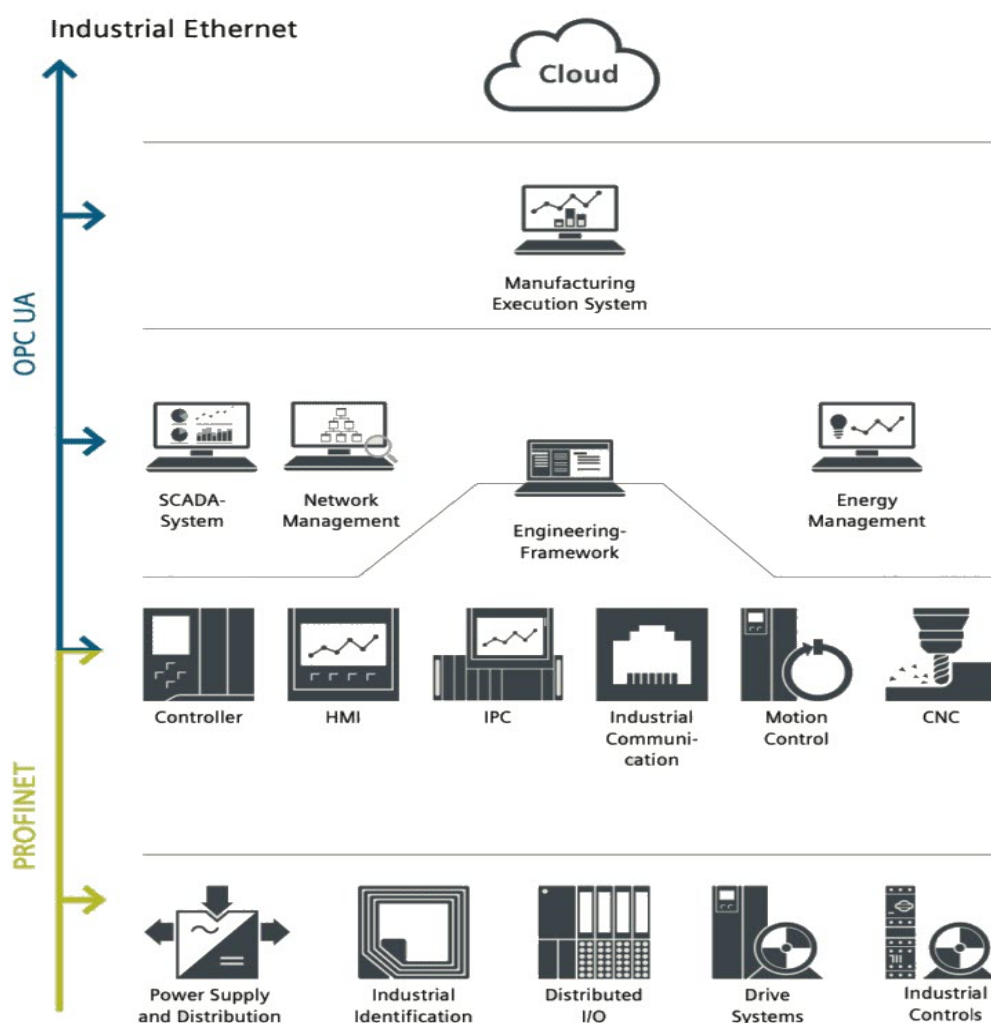 Industrial Ethernet
Cloud
OPC UA
Manufacturing
Execution System
SCADA-
System
Network
Management
Engineering-
Framework
Energy
Management
PROFINET
Controller
HMI
IPC
Industrial
Communi-
cation
Motion
Control
CNC
Power Supply
and Distribution
Industrial
Identification
Distributed
I/O
Drive
Systems
Industrial
Controls